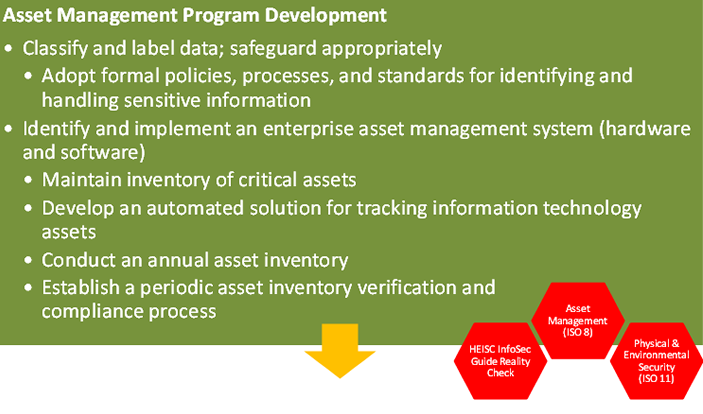 Asset Management Program Development
• Classify and label data; safeguard appropriately
• Adopt formal policies, processes, and standards for identifying and
handling sensitive information
• Identify and implement an enterprise asset management system (hardware
and software)
• Maintain inventory of critical assets
• Develop an automated solution for tracking information technology
assets
• Conduct an annual asset inventory
• Establish a periodic asset inventory verification and
compliance process
HEISC InfoSec
Guide Reality
Check
Asset
Management
(ISO 8)
Physical &
Environmental
Security
(ISO 11)